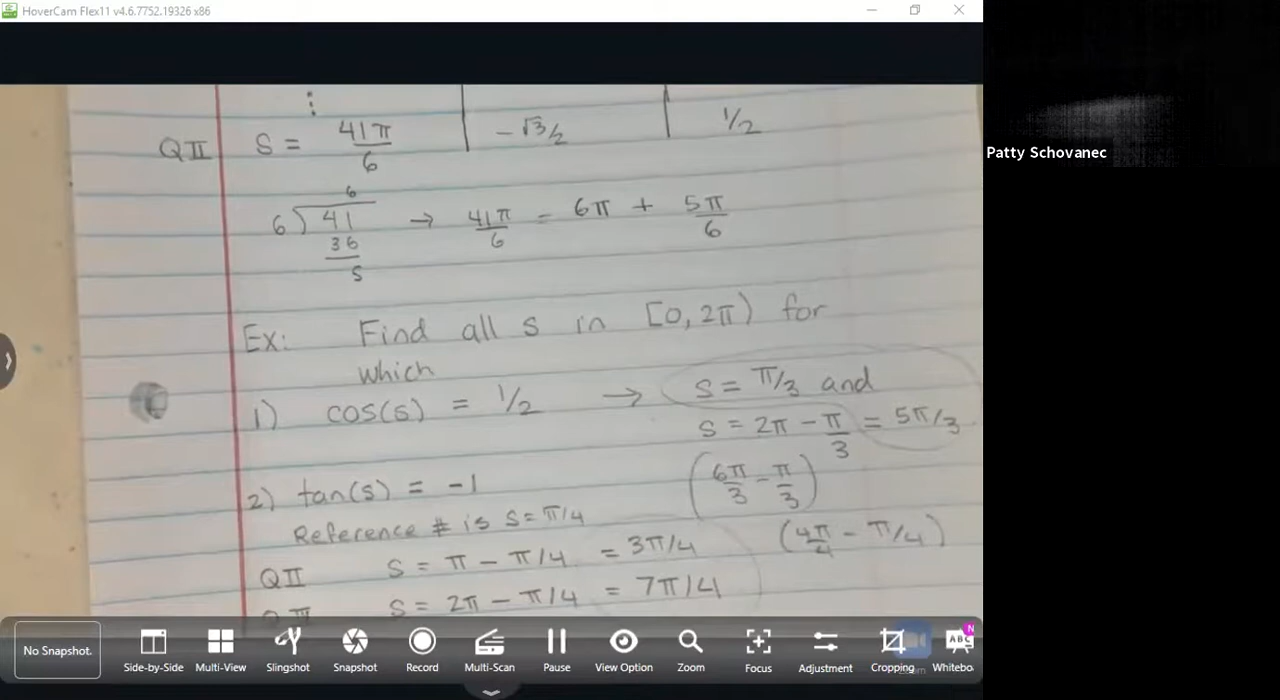 HoverCam Flex11 v4.6.7752.19326 x86
Patty Schovanec
⋮
QII S = 41π/6 | -√3/2 | 1/2
6
6 ) 41 → 41π/6 = 6π + 5π/6
36
5
Ex: Find all s in [0, 2π) for
which
1) cos(s) = 1/2 → s = π/3 and
s = 2π - π/3 = 5π/3
(6π/3 - π/3)
2) tan(s) = -1
Reference # is s = π/4
(4π/4 - π/4)
QII s = π - π/4 = 3π/4
s = 2π - π/4 = 7π/4
No Snapshot.
Side-by-Side Multi-View Slingshot Snapshot Record Multi-Scan Pause View Option Zoom Focus Adjustment Cropping Whiteboa
ABC
N